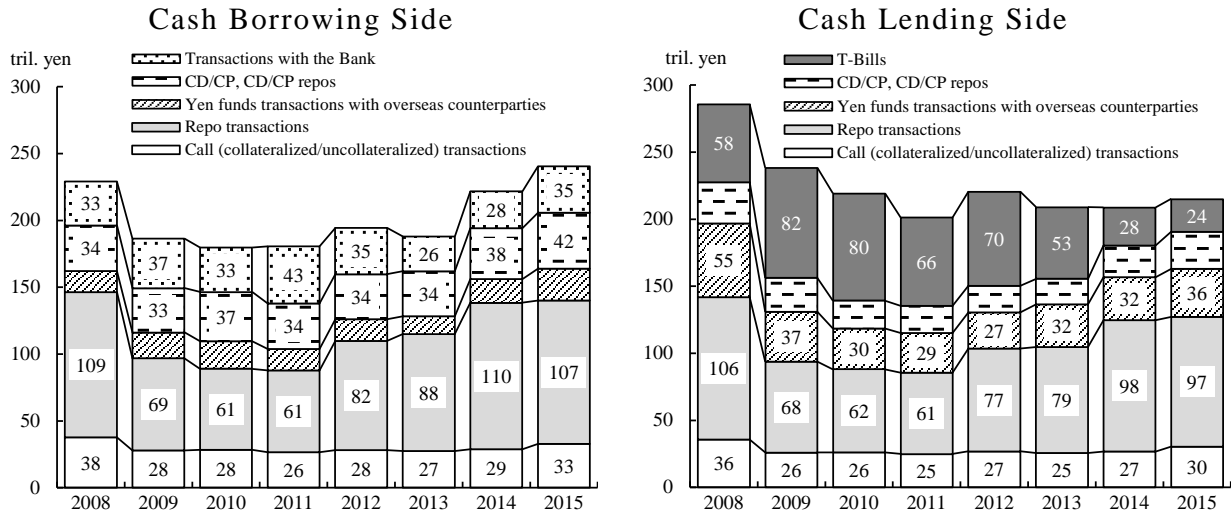 Cash Borrowing Side
tril. yen
Transactions with the Bank
CD/CP, CD/CP repos
Yen funds transactions with overseas counterparties
Repo transactions
Call (collateralized/uncollateralized) transactions
300
250
200
150
100
50
0
33 37 33 43 35 26 28 35
34 33 37 34 34 34 38 42
109 69 61 61 82 88 110 107
38 28 28 26 28 27 29 33
2008 2009 2010 2011 2012 2013 2014 2015
Cash Lending Side
tril. yen
T-Bills
CD/CP, CD/CP repos
Yen funds transactions with overseas counterparties
Repo transactions
Call (collateralized/uncollateralized) transactions
300
250
200
150
100
50
0
58 82 80 66 70 53 28 24
55 37 30 29 27 32 32 36
106 68 62 61 77 79 98 97
36 26 26 25 27 25 27 30
2008 2009 2010 2011 2012 2013 2014 2015